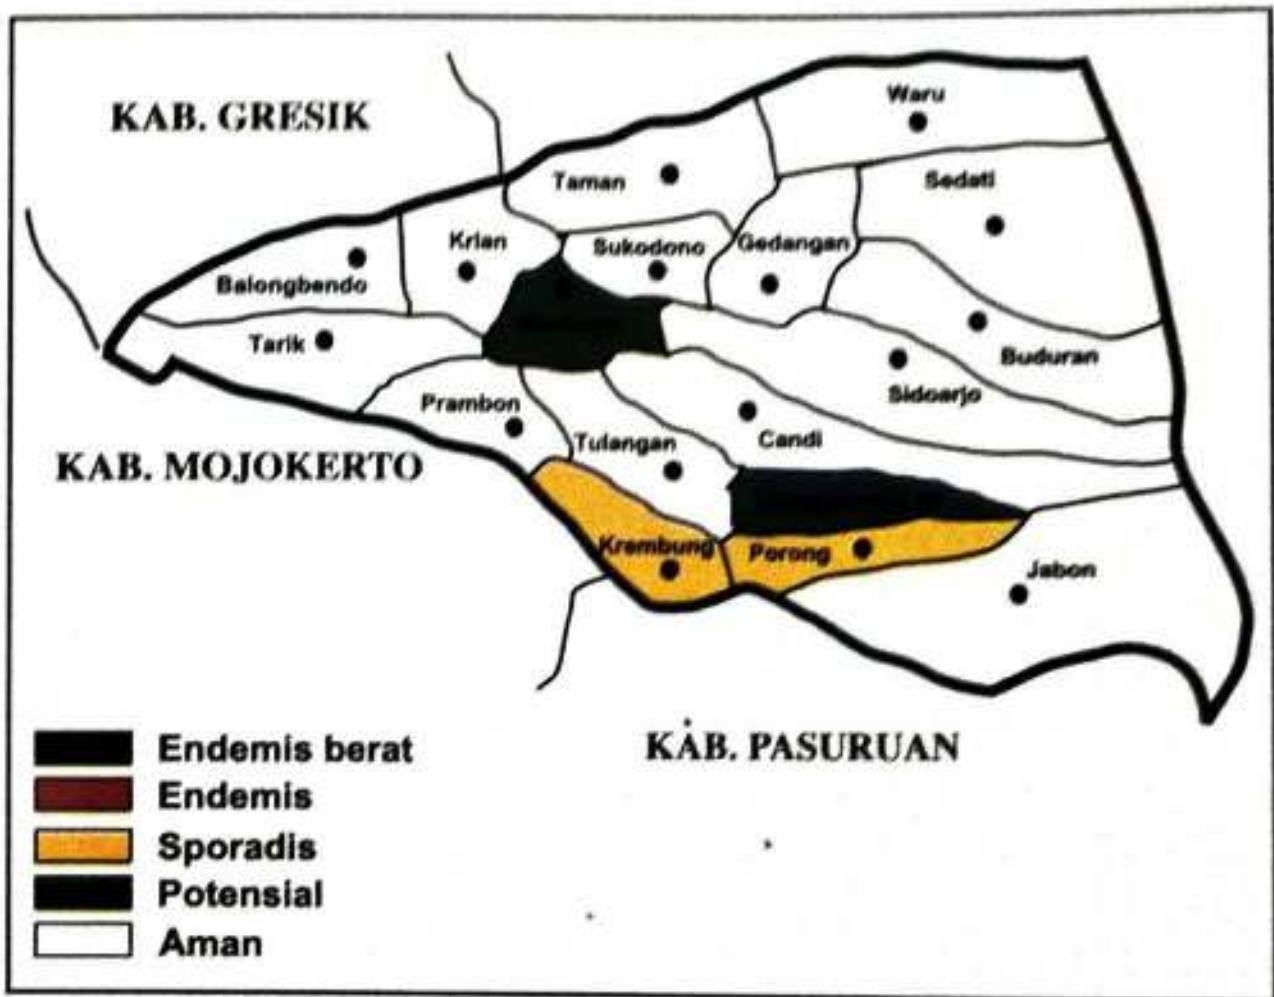 KAB. GRESIK
Waru
Taman
Sedati
Krian
Sukodono
Gedangan
Balongbendo
Tarik
Buduran
Sidoarjo
Prambon
Tulangan
Candi
KAB. MOJOKERTO
Krembung
Porong
Jabon
KAB. PASURUAN
Endemis berat
Endemis
Sporadis
Potensial
Aman